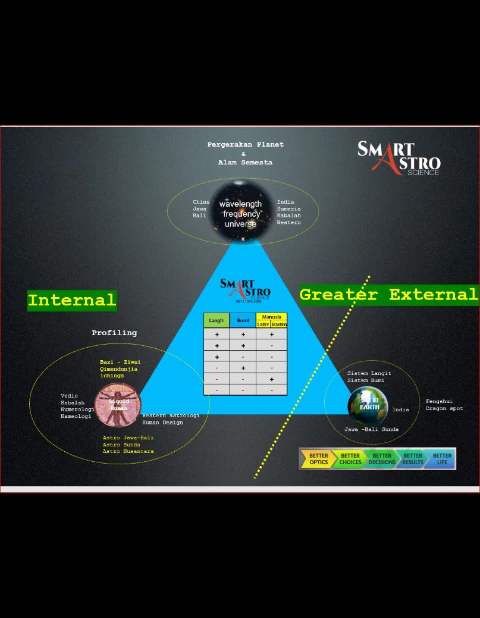 Pergerakan Planet
&
Alam Semesta
SMART
ASTRO
SCIENCE
China
Jawa
Bali
wavelength
"frequency"
universe
India
Sumeria
Kabalah
Western
SMART
ASTRO
Internal
Greater External
Langit
Bumi
Manusia
+ + +
+ + -
+ - -
- + -
- - +
- - -
Profiling
Bazi - Ziwei
Qimendunjia
Vedic
Kabalah
Numerologi
Nameologi
Human
Western Astrologi
Human Design
Astro Jawa-Bali
Astro Sunda
Astro Nusantara
Sistem Langit
Sistem Bumi
EARTH
India
Fengshui
Dragon spot
Jawa -Bali Sunda
BETTER
OPTICS
BETTER
CHOICES
BETTER
DECISIONS
BETTER
RESULTS
BETTER
LIFE